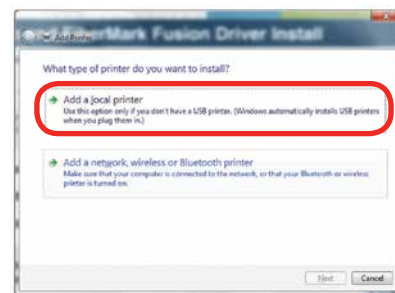 erMark Fusion Driver Install
Add Printer
What type of printer do you want to install?
Add a local printer
Use this option only if you don't have a USB printer. (Windows automatically installs USB printers
when you plug them in.)
Add a network, wireless or Bluetooth printer
Make sure that your computer is connected to the network, or that your Bluetooth or wireless
printer is turned on.
Next Cancel